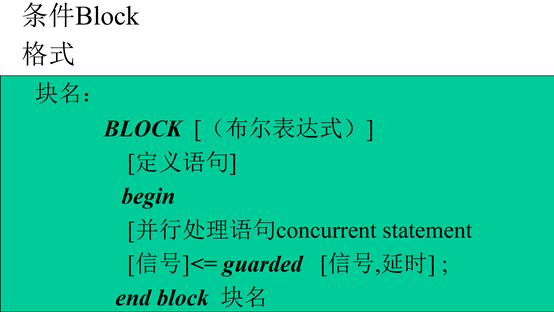 条件Block
格式
块名：
BLOCK [（布尔表达式）]
[定义语句]
begin
[并行处理语句concurrent statement
[信号]<= guarded [信号,延时] ;
end block 块名